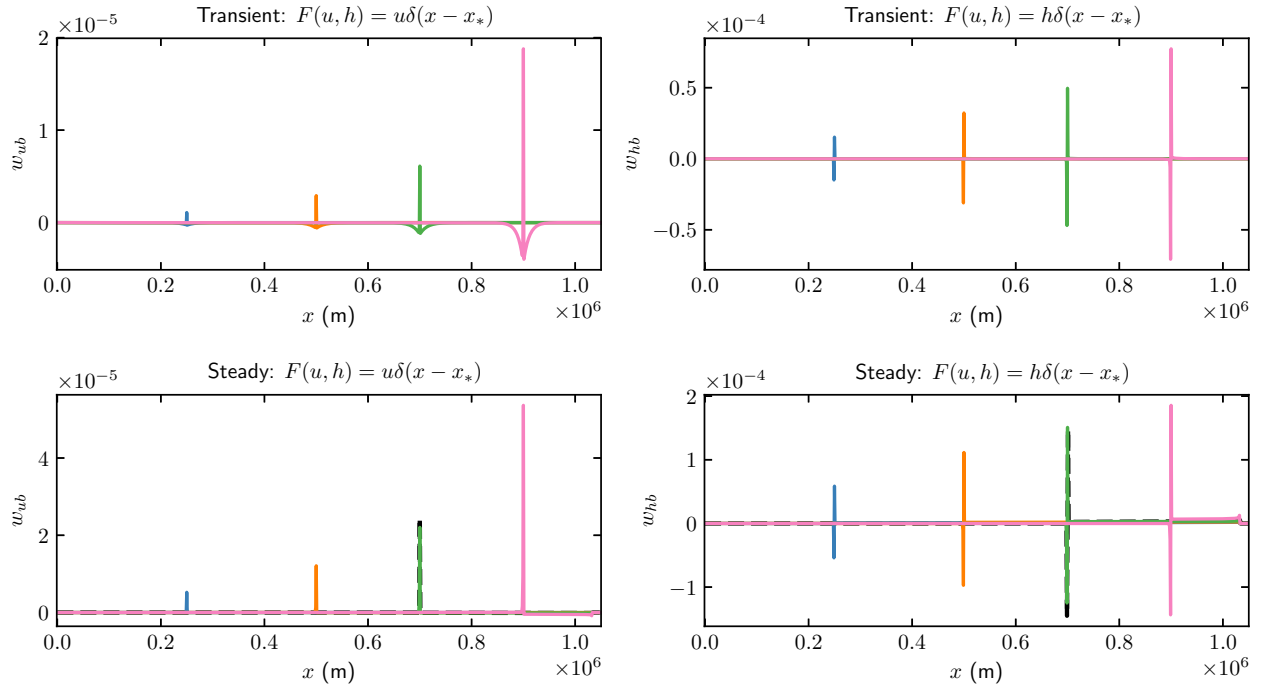 Transient: F(u, h) = uδ(x − x∗)
×10⁻⁵
2
1
0
w_ub
0.0 0.2 0.4 0.6 0.8 1.0
×10⁶
x (m)
Transient: F(u, h) = hδ(x − x∗)
×10⁻⁴
0.5
0.0
−0.5
w_hb
0.0 0.2 0.4 0.6 0.8 1.0
×10⁶
x (m)
Steady: F(u, h) = uδ(x − x∗)
×10⁻⁵
4
2
0
w_ub
0.0 0.2 0.4 0.6 0.8 1.0
×10⁶
x (m)
Steady: F(u, h) = hδ(x − x∗)
×10⁻⁴
2
1
0
−1
w_hb
0.0 0.2 0.4 0.6 0.8 1.0
×10⁶
x (m)